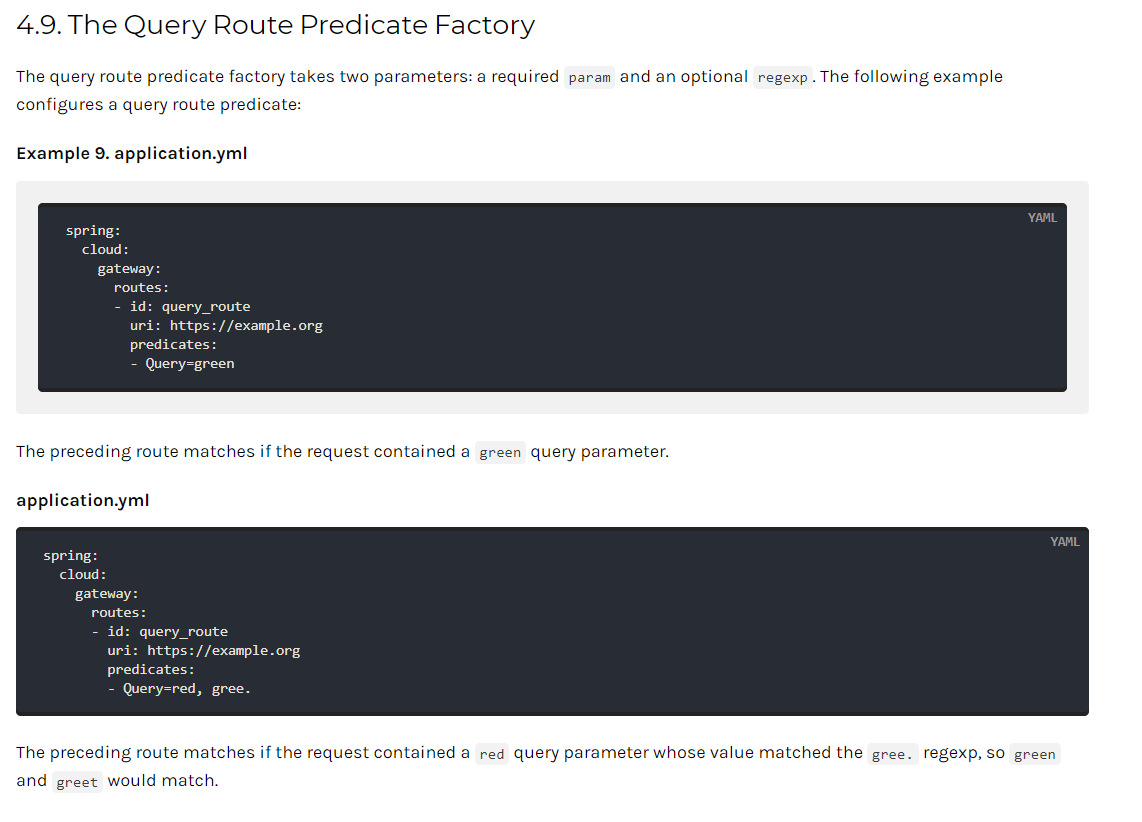 4.9. The Query Route Predicate Factory
The query route predicate factory takes two parameters: a required param and an optional regexp. The following example
configures a query route predicate:
Example 9. application.yml
YAML
spring:
  cloud:
    gateway:
      routes:
      - id: query_route
        uri: https://example.org
        predicates:
        - Query=green
The preceding route matches if the request contained a green query parameter.
application.yml
YAML
spring:
  cloud:
    gateway:
      routes:
      - id: query_route
        uri: https://example.org
        predicates:
        - Query=red, gree.
The preceding route matches if the request contained a red query parameter whose value matched the gree. regexp, so green
and greet would match.